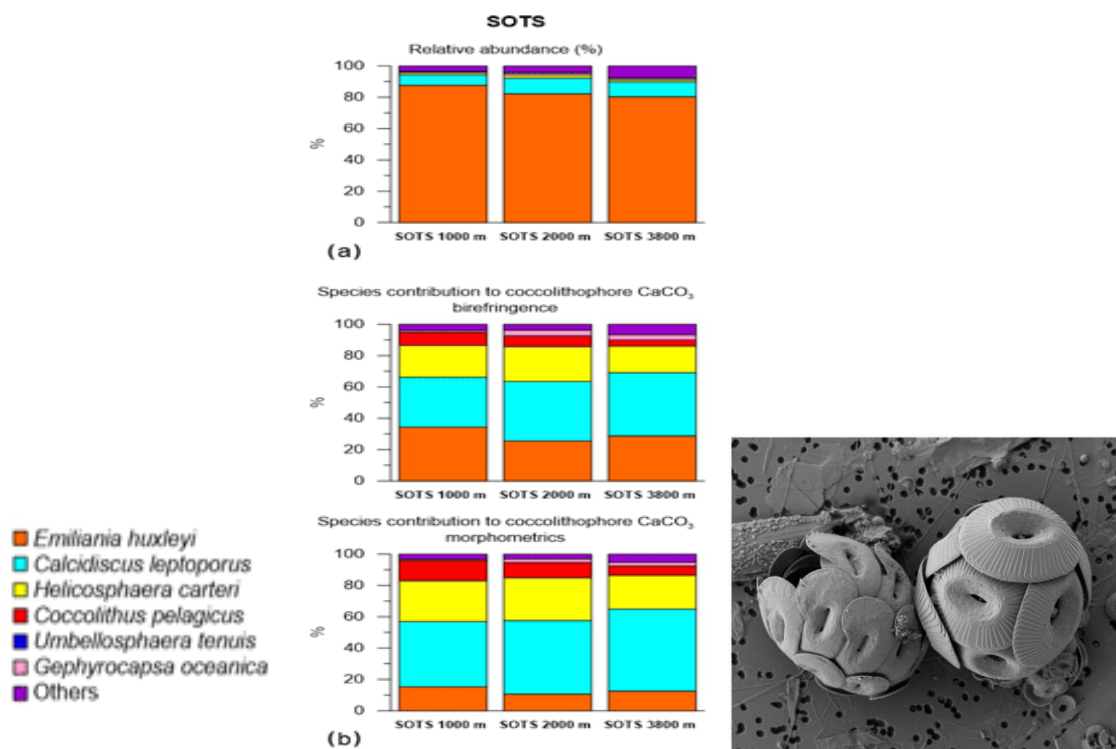 SOTS
Relative abundance (%)
100
80
60
40
20
0
%
SOTS 1000 m SOTS 2000 m SOTS 3800 m
(a)
Species contribution to coccolithophore CaCO₃
birefringence
100
80
60
40
20
0
%
SOTS 1000 m SOTS 2000 m SOTS 3800 m
Species contribution to coccolithophore CaCO₃
morphometrics
100
80
60
40
20
0
%
SOTS 1000 m SOTS 2000 m SOTS 3800 m
(b)
Emiliania huxleyi
Calcidiscus leptoporus
Helicosphaera carteri
Coccolithus pelagicus
Umbellosphaera tenuis
Gephyrocapsa oceanica
Others